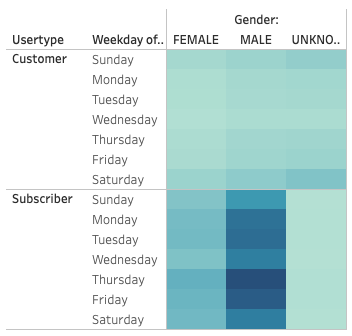 Gender:
Usertype Weekday of.. FEMALE MALE UNKNO..
Customer Sunday
Monday
Tuesday
Wednesday
Thursday
Friday
Saturday
Subscriber Sunday
Monday
Tuesday
Wednesday
Thursday
Friday
Saturday